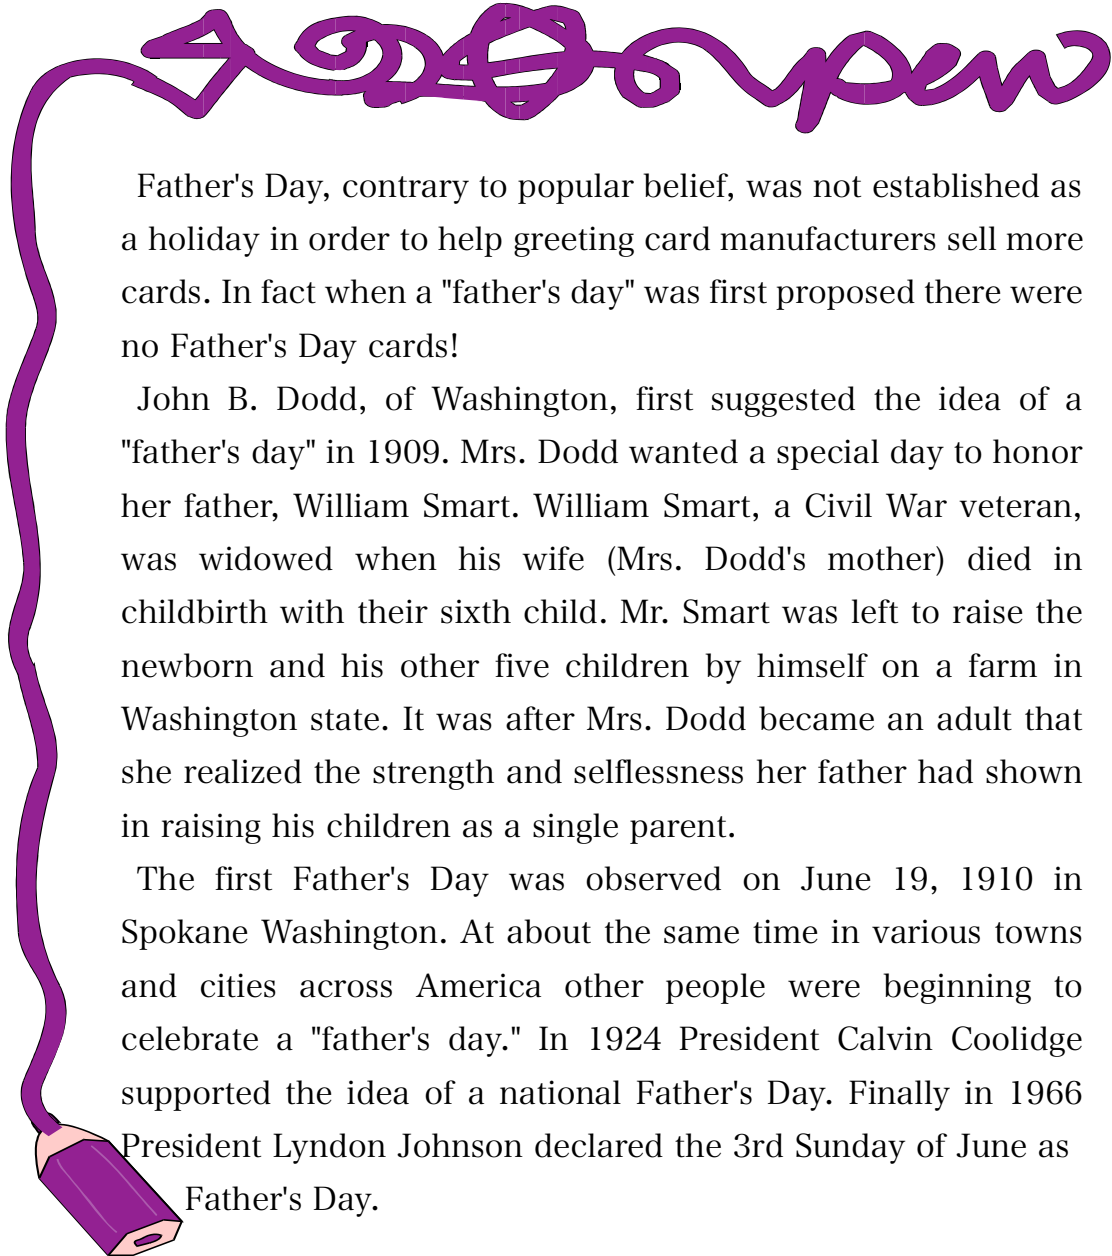 Father's Day, contrary to popular belief, was not established as
a holiday in order to help greeting card manufacturers sell more
cards. In fact when a "father's day" was first proposed there were
no Father's Day cards!
John B. Dodd, of Washington, first suggested the idea of a
"father's day" in 1909. Mrs. Dodd wanted a special day to honor
her father, William Smart. William Smart, a Civil War veteran,
was widowed when his wife (Mrs. Dodd's mother) died in
childbirth with their sixth child. Mr. Smart was left to raise the
newborn and his other five children by himself on a farm in
Washington state. It was after Mrs. Dodd became an adult that
she realized the strength and selflessness her father had shown
in raising his children as a single parent.
The first Father's Day was observed on June 19, 1910 in
Spokane Washington. At about the same time in various towns
and cities across America other people were beginning to
celebrate a "father's day." In 1924 President Calvin Coolidge
supported the idea of a national Father's Day. Finally in 1966
President Lyndon Johnson declared the 3rd Sunday of June as
Father's Day.